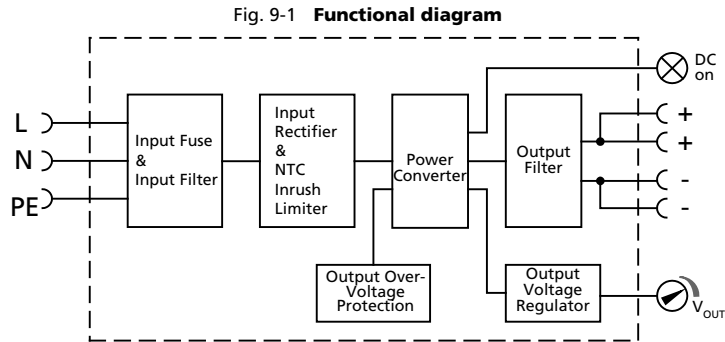 Fig. 9-1 Functional diagram
DC
on
L
N
PE
Input Fuse
&
Input Filter
Input
Rectifier
&
NTC
Inrush
Limiter
Power
Converter
Output
Filter
+
+
-
-
Output Over-
Voltage
Protection
Output
Voltage
Regulator
VOUT